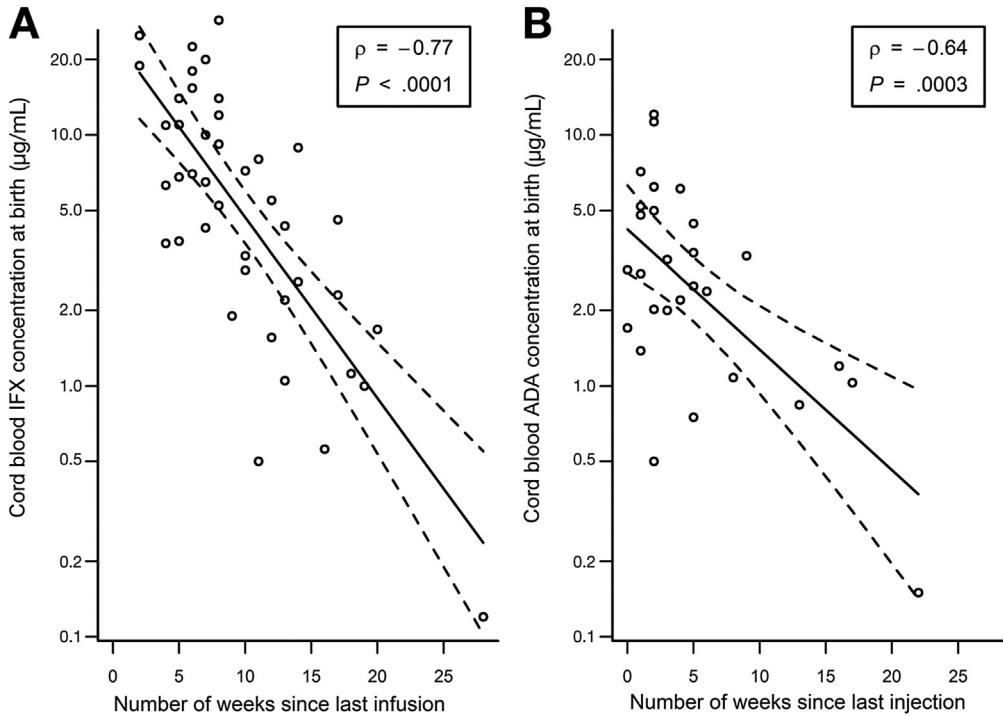 A
ρ = −0.77
P < .0001
Cord blood IFX concentration at birth (μg/mL)
20.0
10.0
5.0
2.0
1.0
0.5
0.2
0.1
0 5 10 15 20 25
Number of weeks since last infusion
B
ρ = −0.64
P = .0003
Cord blood ADA concentration at birth (μg/mL)
20.0
10.0
5.0
2.0
1.0
0.5
0.2
0.1
0 5 10 15 20 25
Number of weeks since last injection